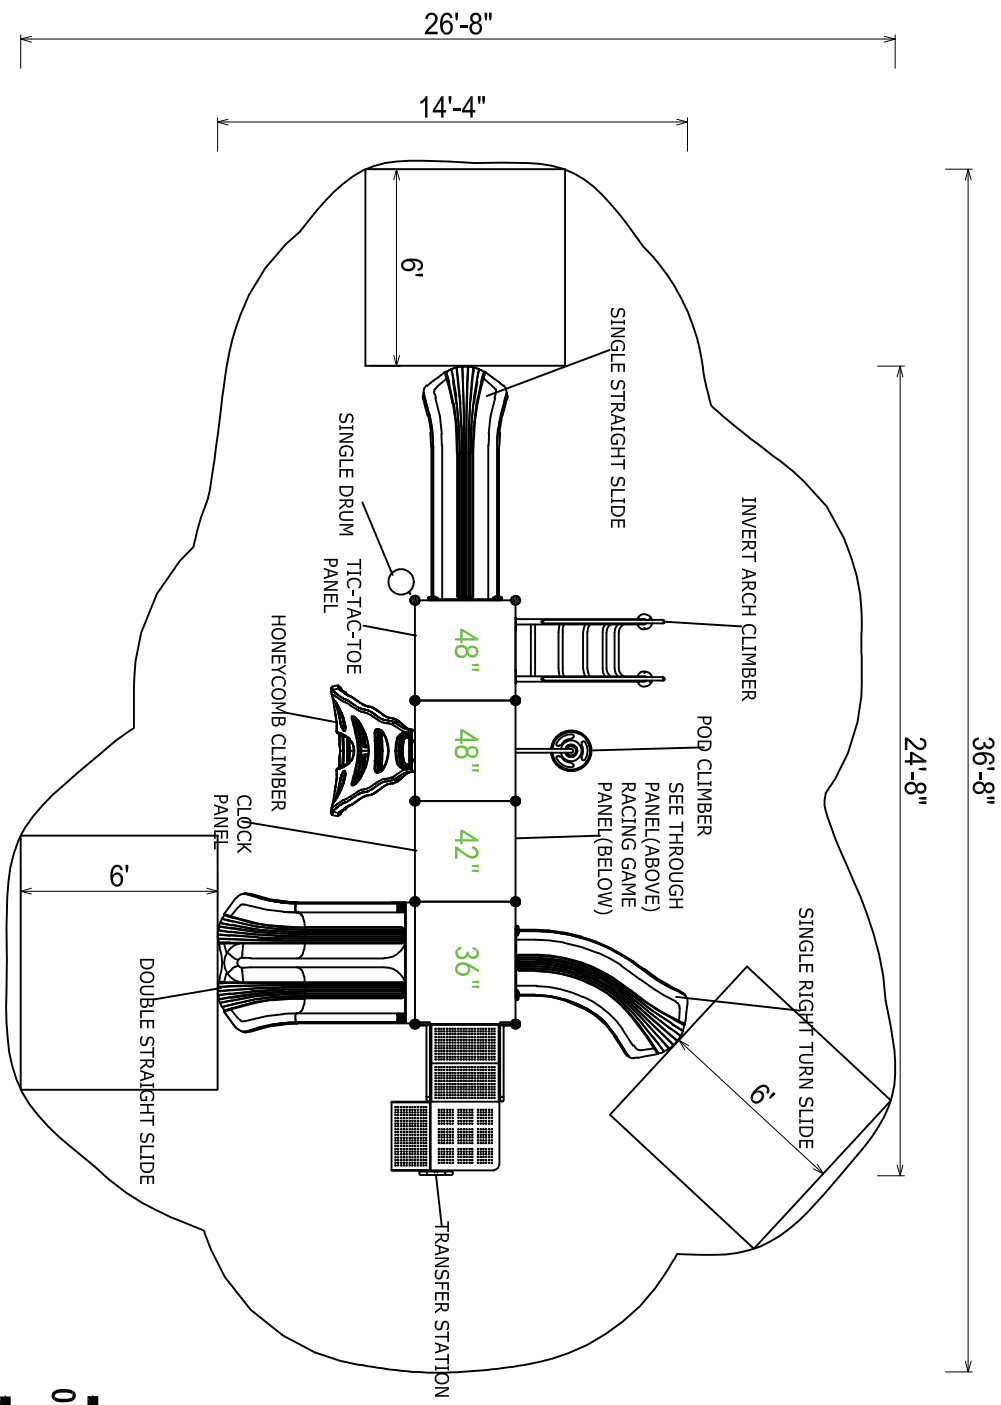 26'-8"
14'-4"
36'-8"
24'-8"
6'
SINGLE STRAIGHT SLIDE
SINGLE DRUM
TIC-TAC-TOE
PANEL
INVERT ARCH CLIMBER
HONEYCOMB CLIMBER
POD CLIMBER
48"
48"
42"
36"
SEE THROUGH
PANEL(ABOVE)
RACING GAME
PANEL(BELOW)
CLOCK
PANEL
6'
SINGLE RIGHT TURN SLIDE
DOUBLE STRAIGHT SLIDE
6'
TRANSFER STATION
0